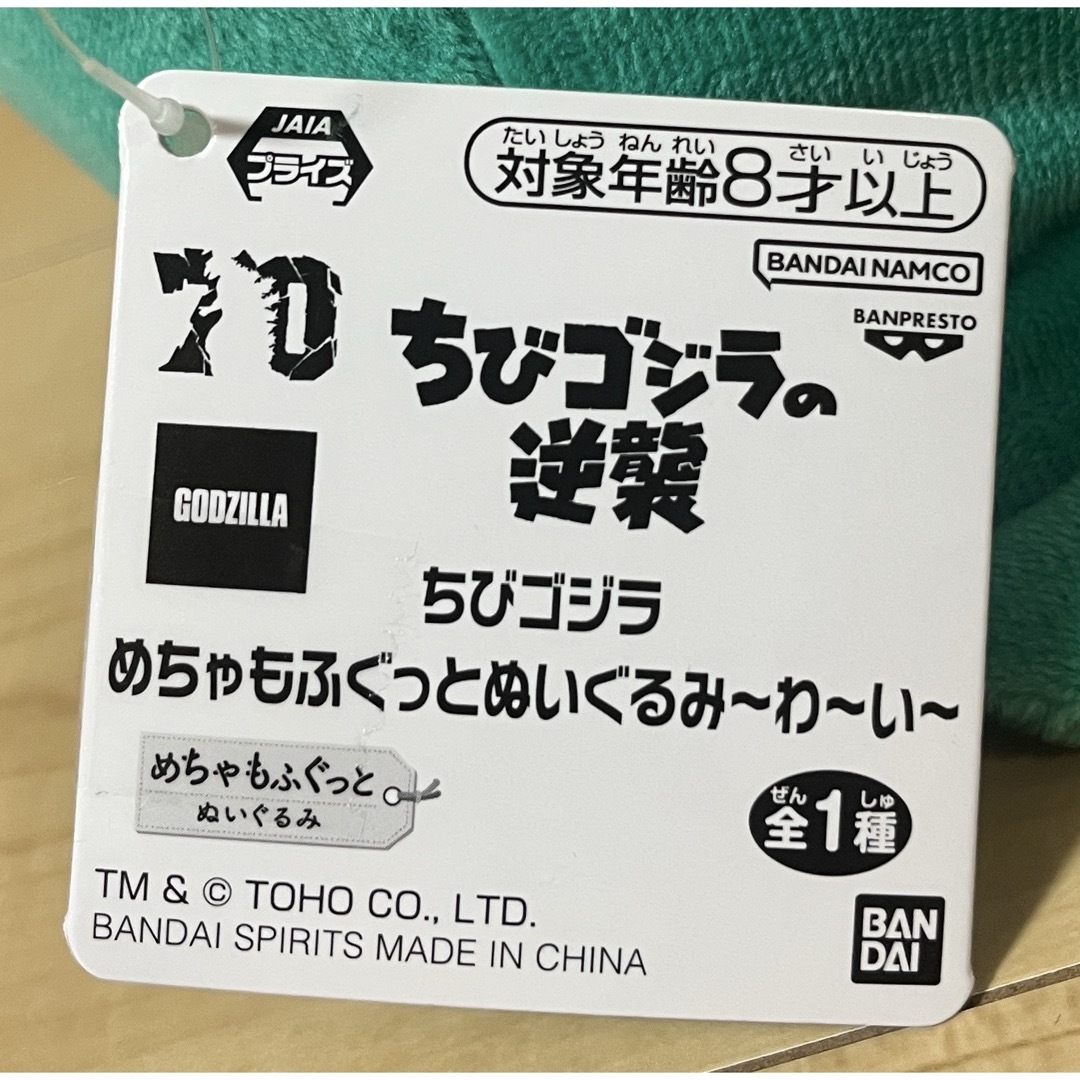 JAIA
プライズ
たいしょうねんれい さいいじょう
対象年齢8才以上
BANDAI NAMCO
BANPRESTO
70
ちびゴジラの
逆襲
GODZILLA
ちびゴジラ
めちゃもふぐっとぬいぐるみ~わ~い~
めちゃもふぐっと
ぬいぐるみ
ぜん しゅ
全1種
TM & © TOHO CO., LTD.
BANDAI SPIRITS MADE IN CHINA
BAN
DAI